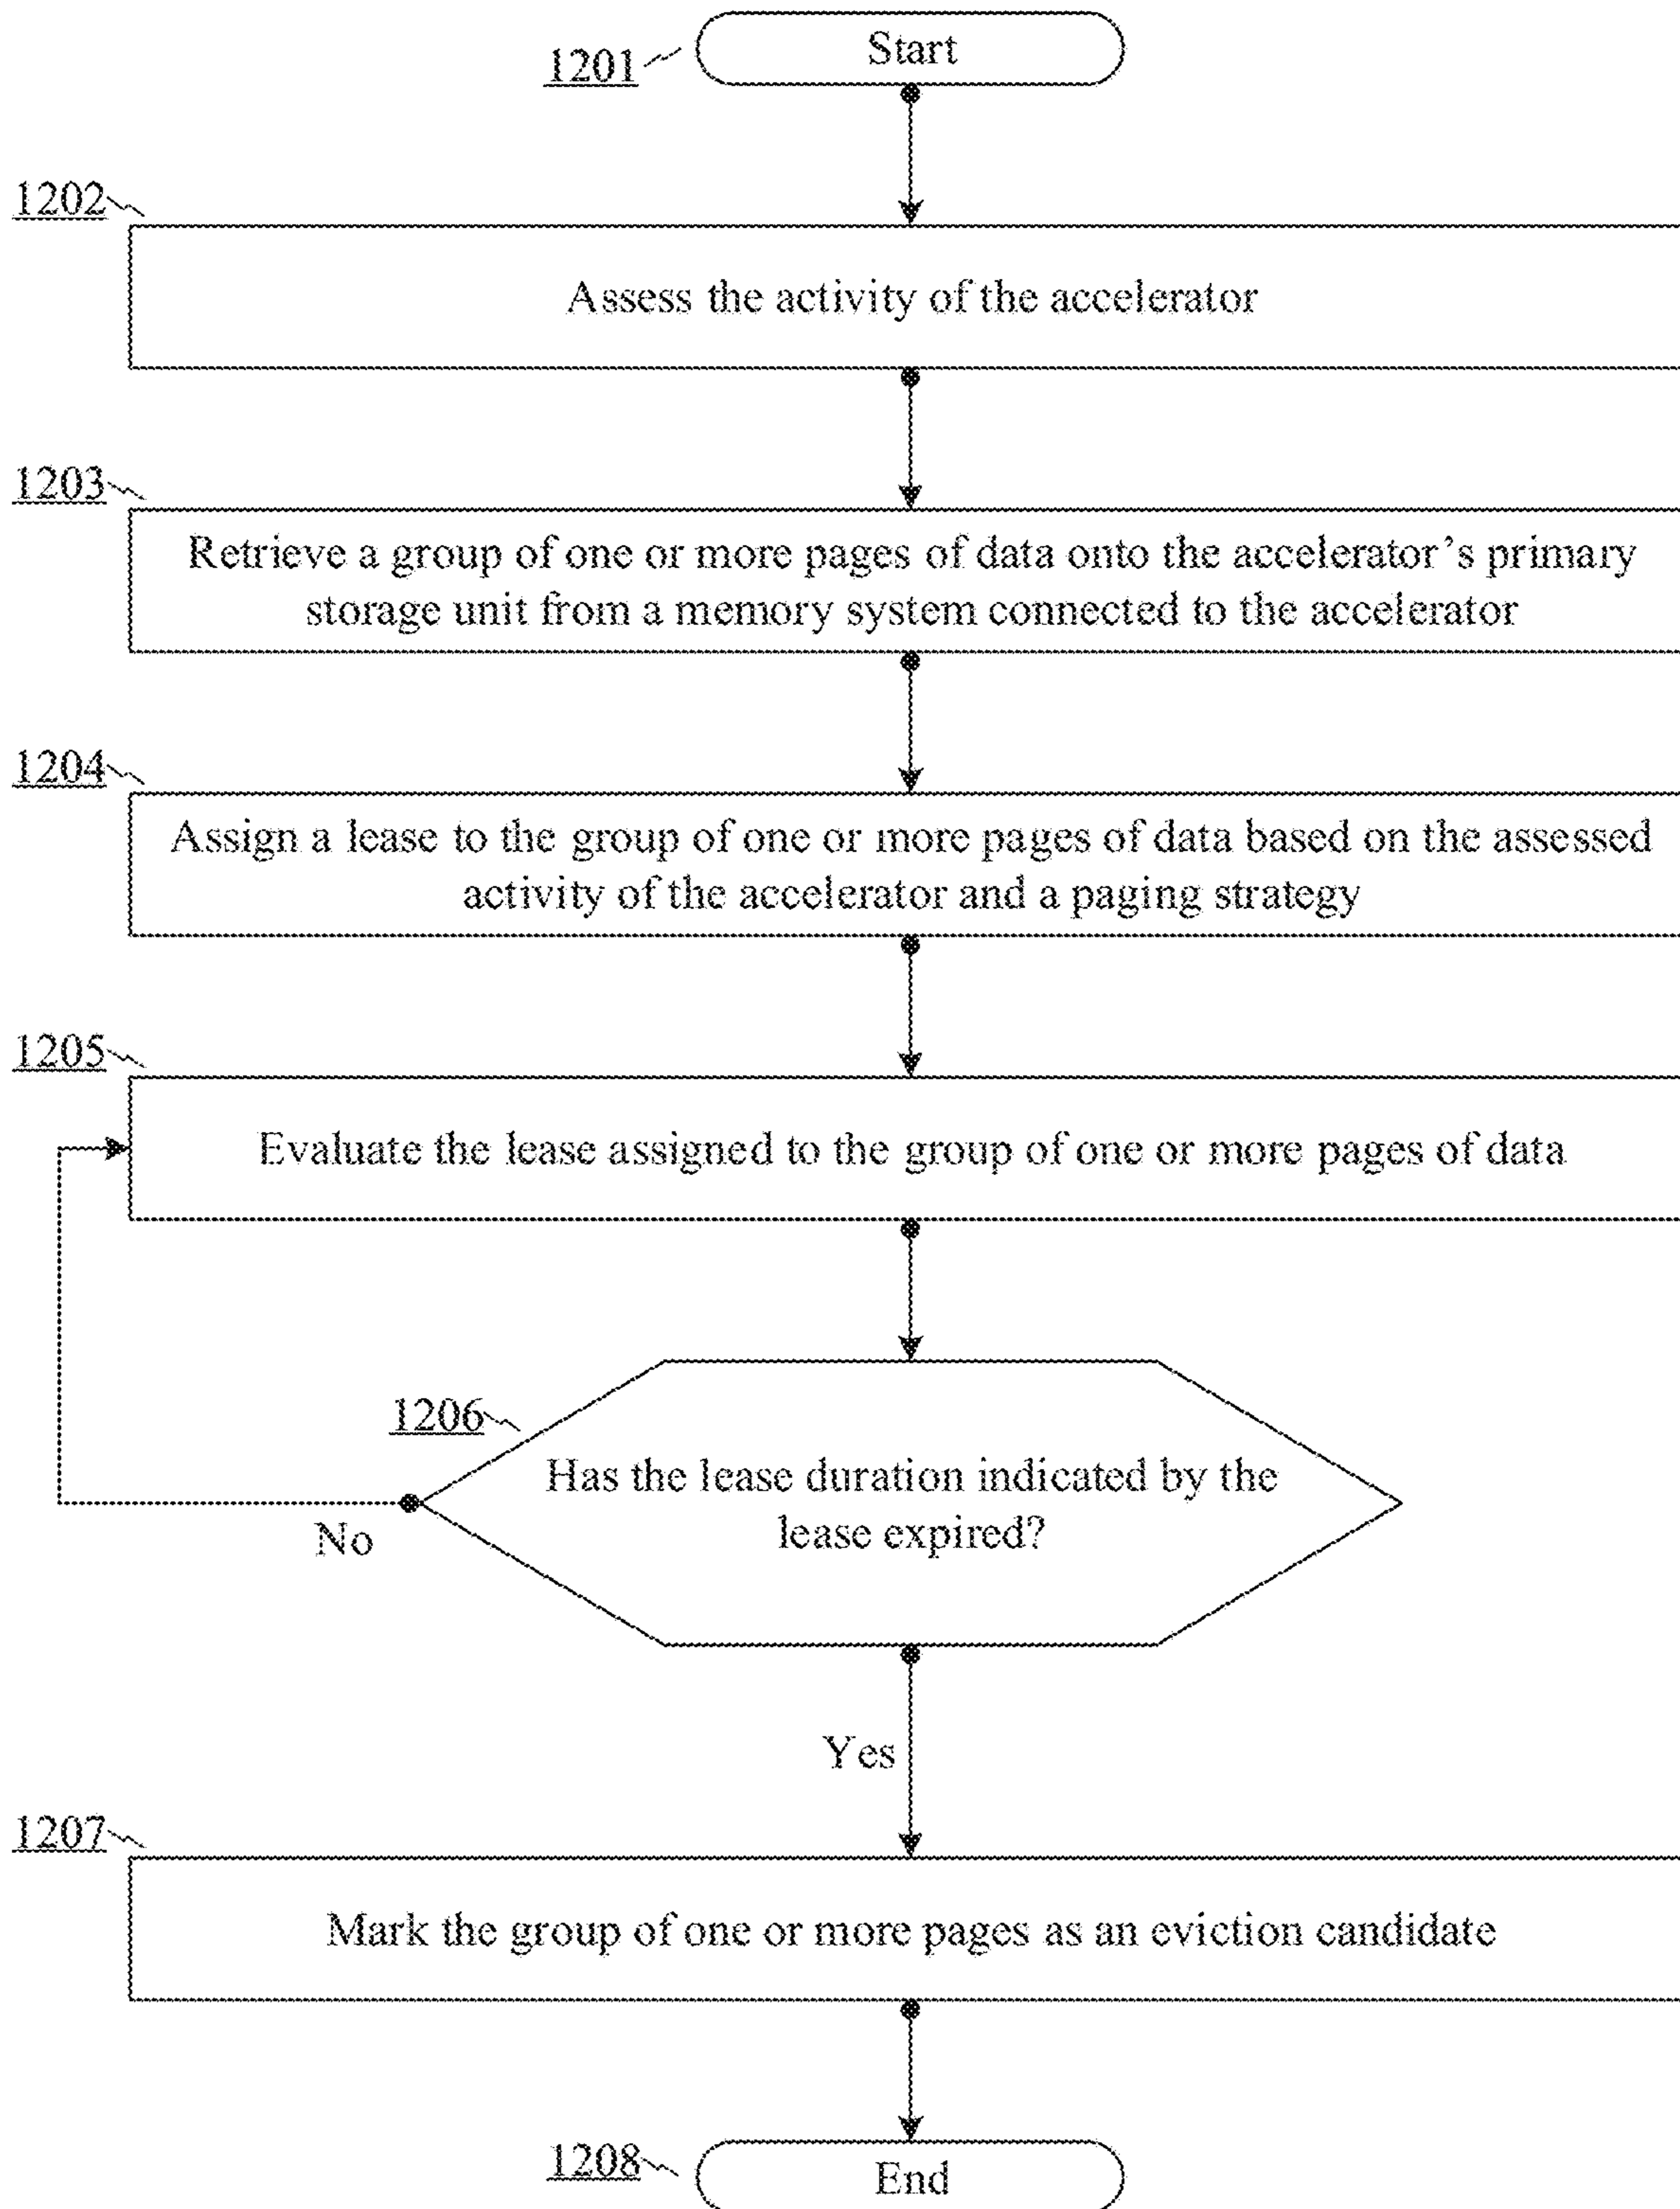 1201
Start
1202
Assess the activity of the accelerator
1203
Retrieve a group of one or more pages of data onto the accelerator’s primary
storage unit from a memory system connected to the accelerator
1204
Assign a lease to the group of one or more pages of data based on the assessed
activity of the accelerator and a paging strategy
1205
Evaluate the lease assigned to the group of one or more pages of data
1206
Has the lease duration indicated by the
lease expired?
No
Yes
1207
Mark the group of one or more pages as an eviction candidate
1208
End